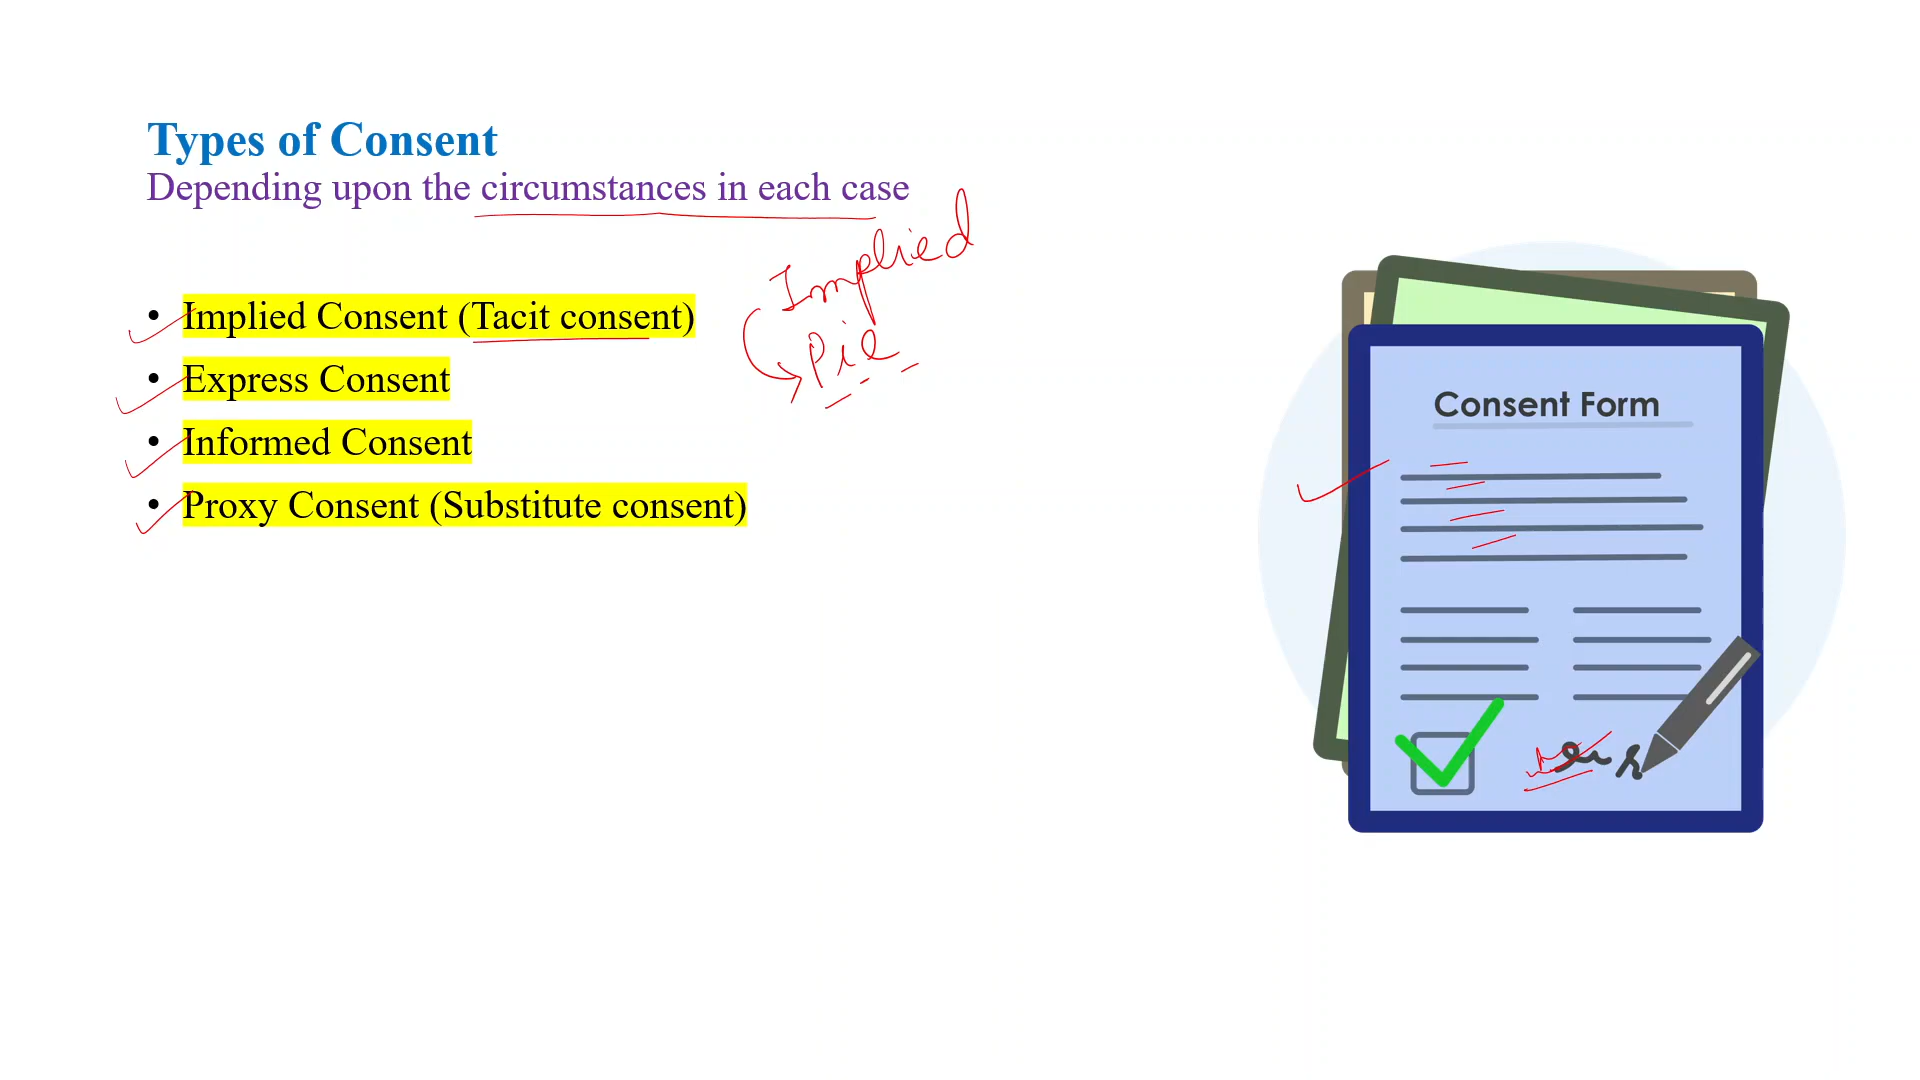 Types of Consent
Depending upon the circumstances in each case
• Implied Consent (Tacit consent)
• Express Consent
• Informed Consent
• Proxy Consent (Substitute consent)
Implied
Pie
Consent Form